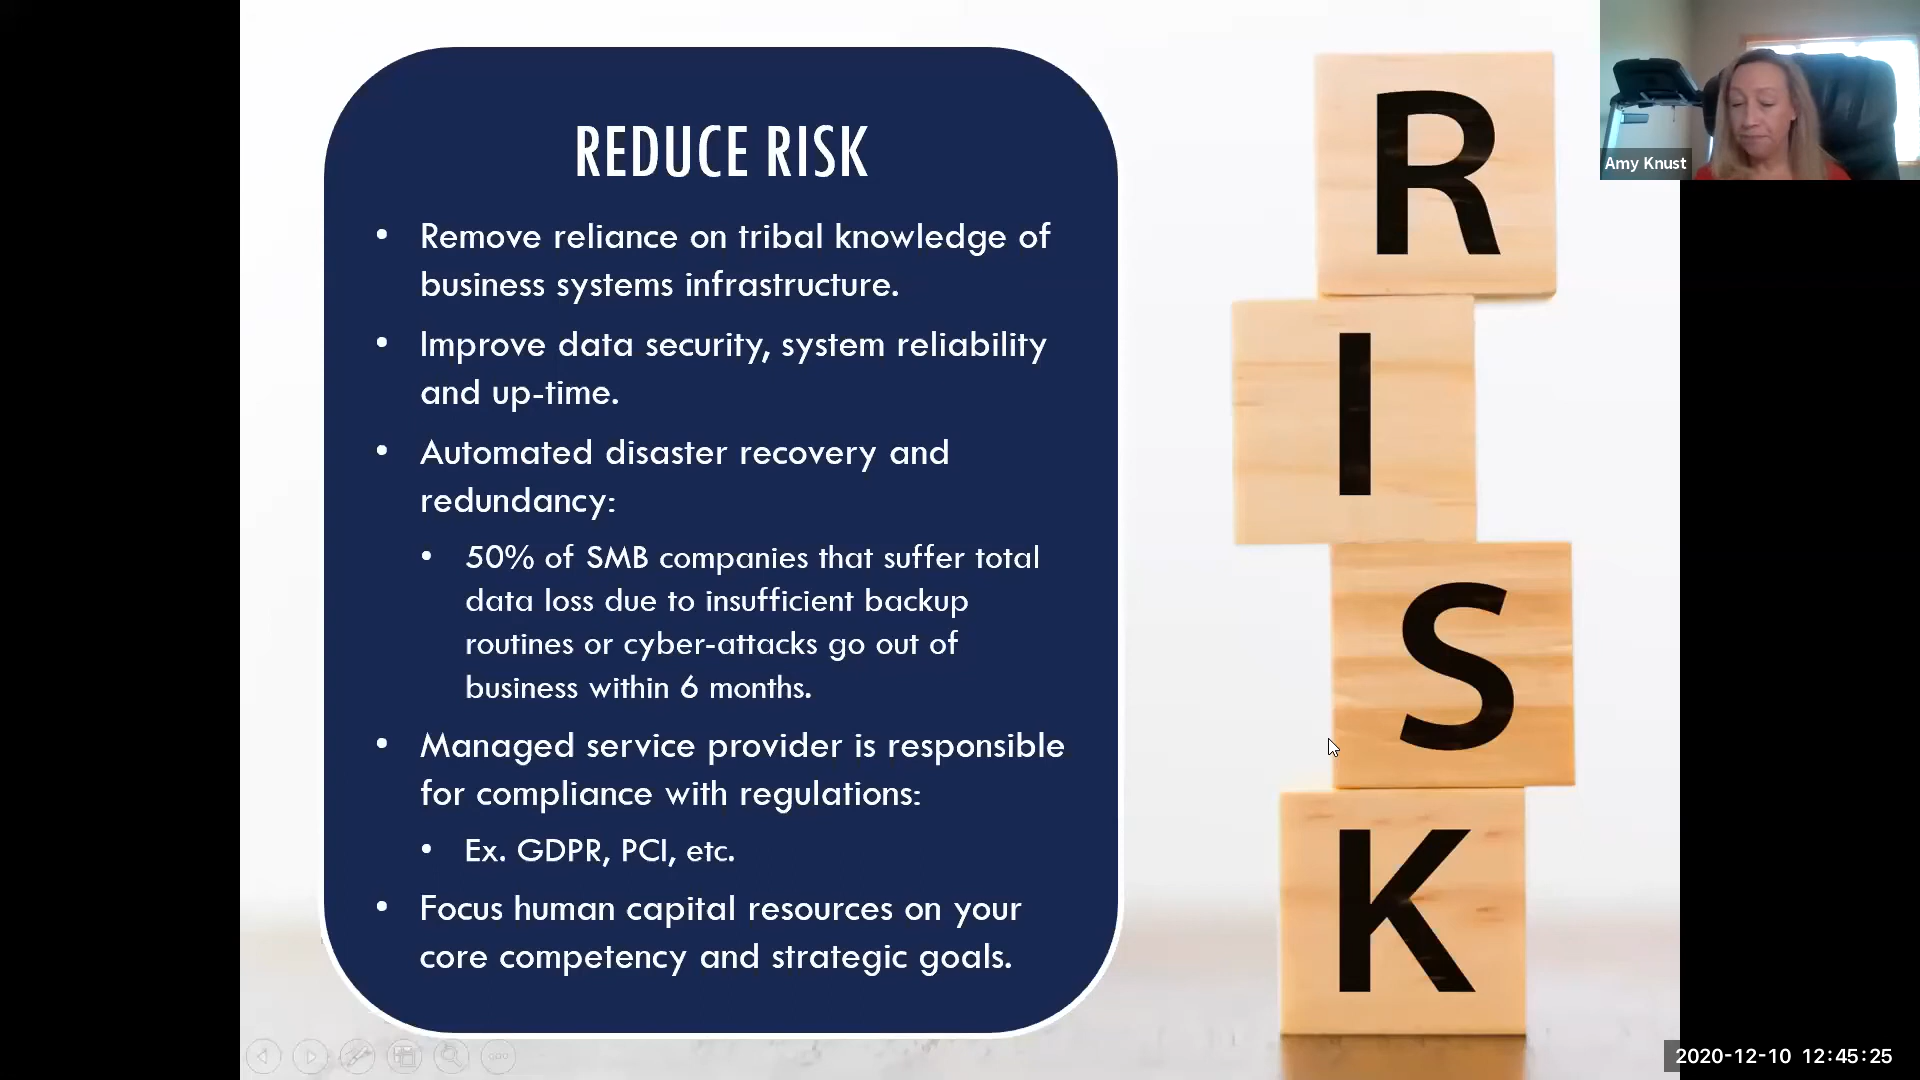 REDUCE RISK
• Remove reliance on tribal knowledge of
business systems infrastructure.
• Improve data security, system reliability
and up-time.
• Automated disaster recovery and
redundancy:
• 50% of SMB companies that suffer total
data loss due to insufficient backup
routines or cyber-attacks go out of
business within 6 months.
• Managed service provider is responsible
for compliance with regulations:
• Ex. GDPR, PCI, etc.
• Focus human capital resources on your
core competency and strategic goals.
R
I
S
K
Amy Knust
2020-12-10 12:45:25